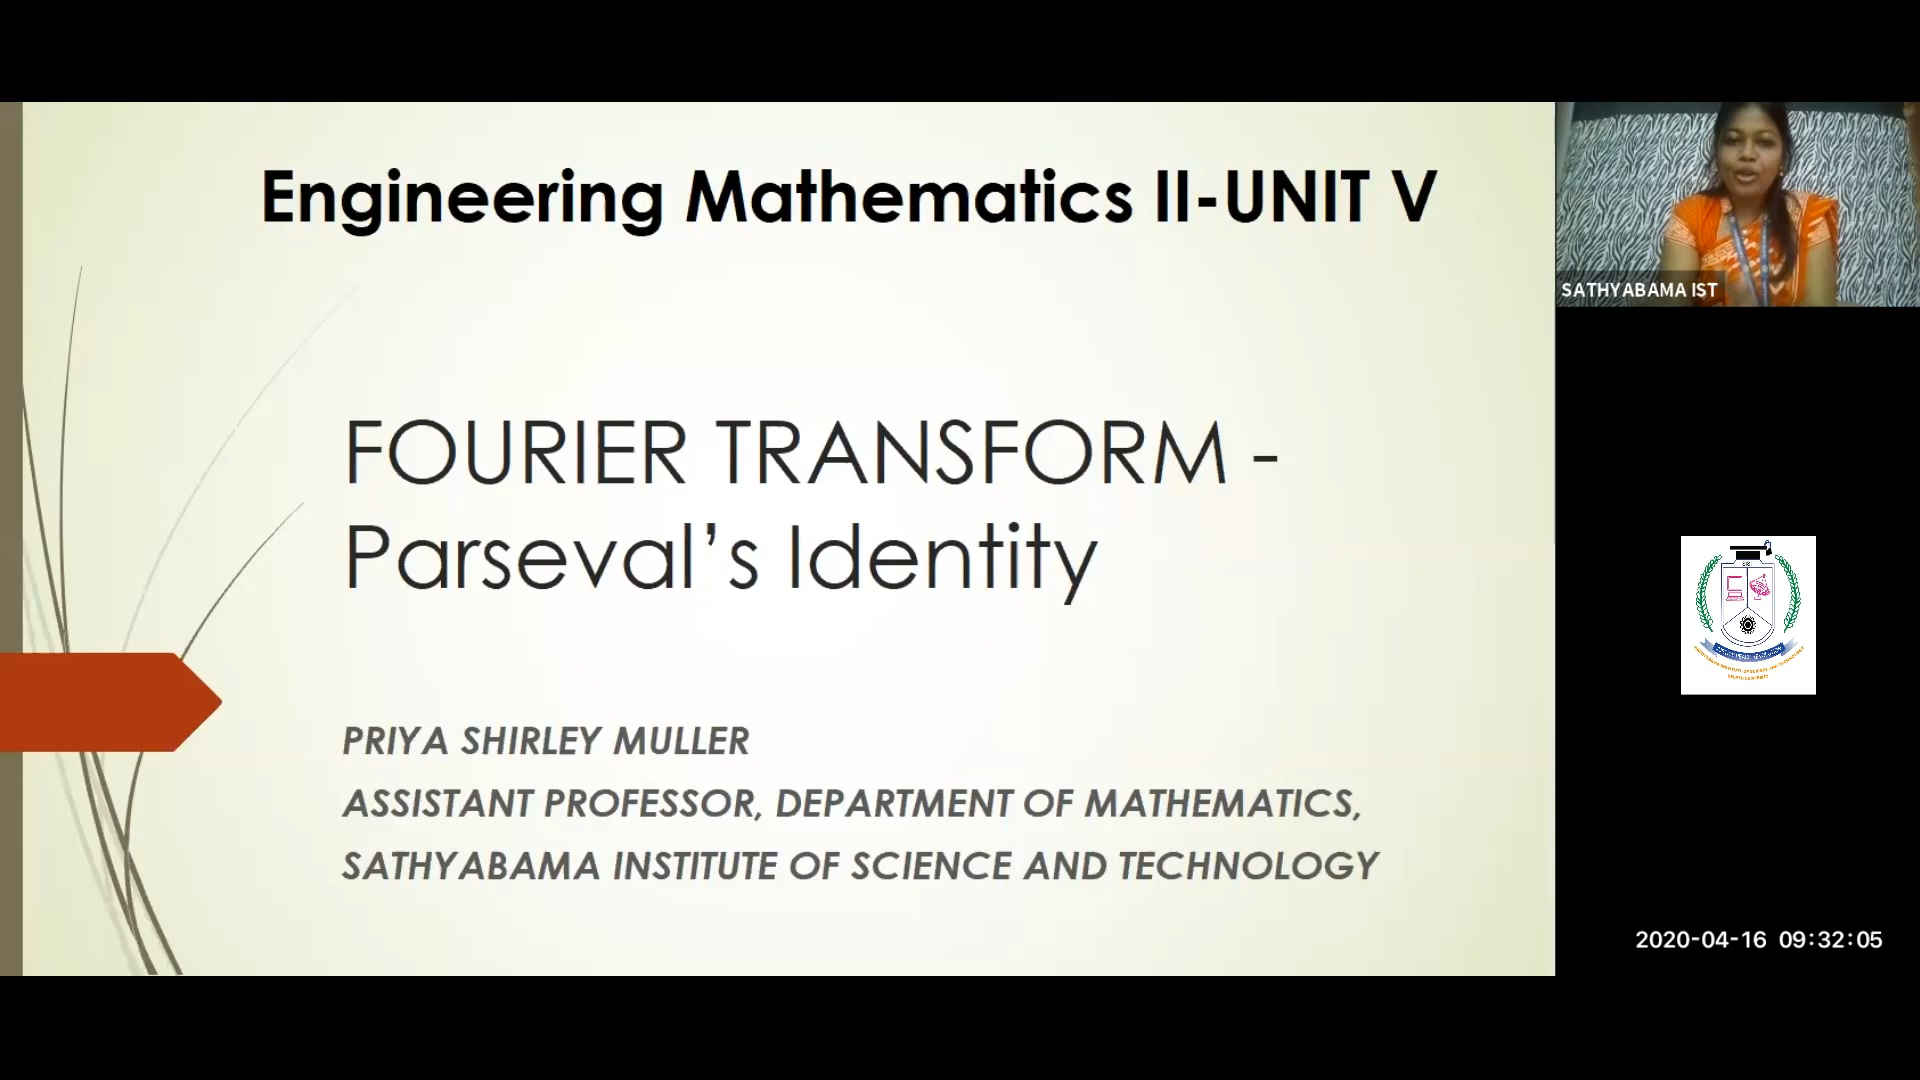 Engineering Mathematics II-UNIT V
FOURIER TRANSFORM -
Parseval's Identity
PRIYA SHIRLEY MULLER
ASSISTANT PROFESSOR, DEPARTMENT OF MATHEMATICS,
SATHYABAMA INSTITUTE OF SCIENCE AND TECHNOLOGY
SATHYABAMA IST
2020-04-16 09:32:05